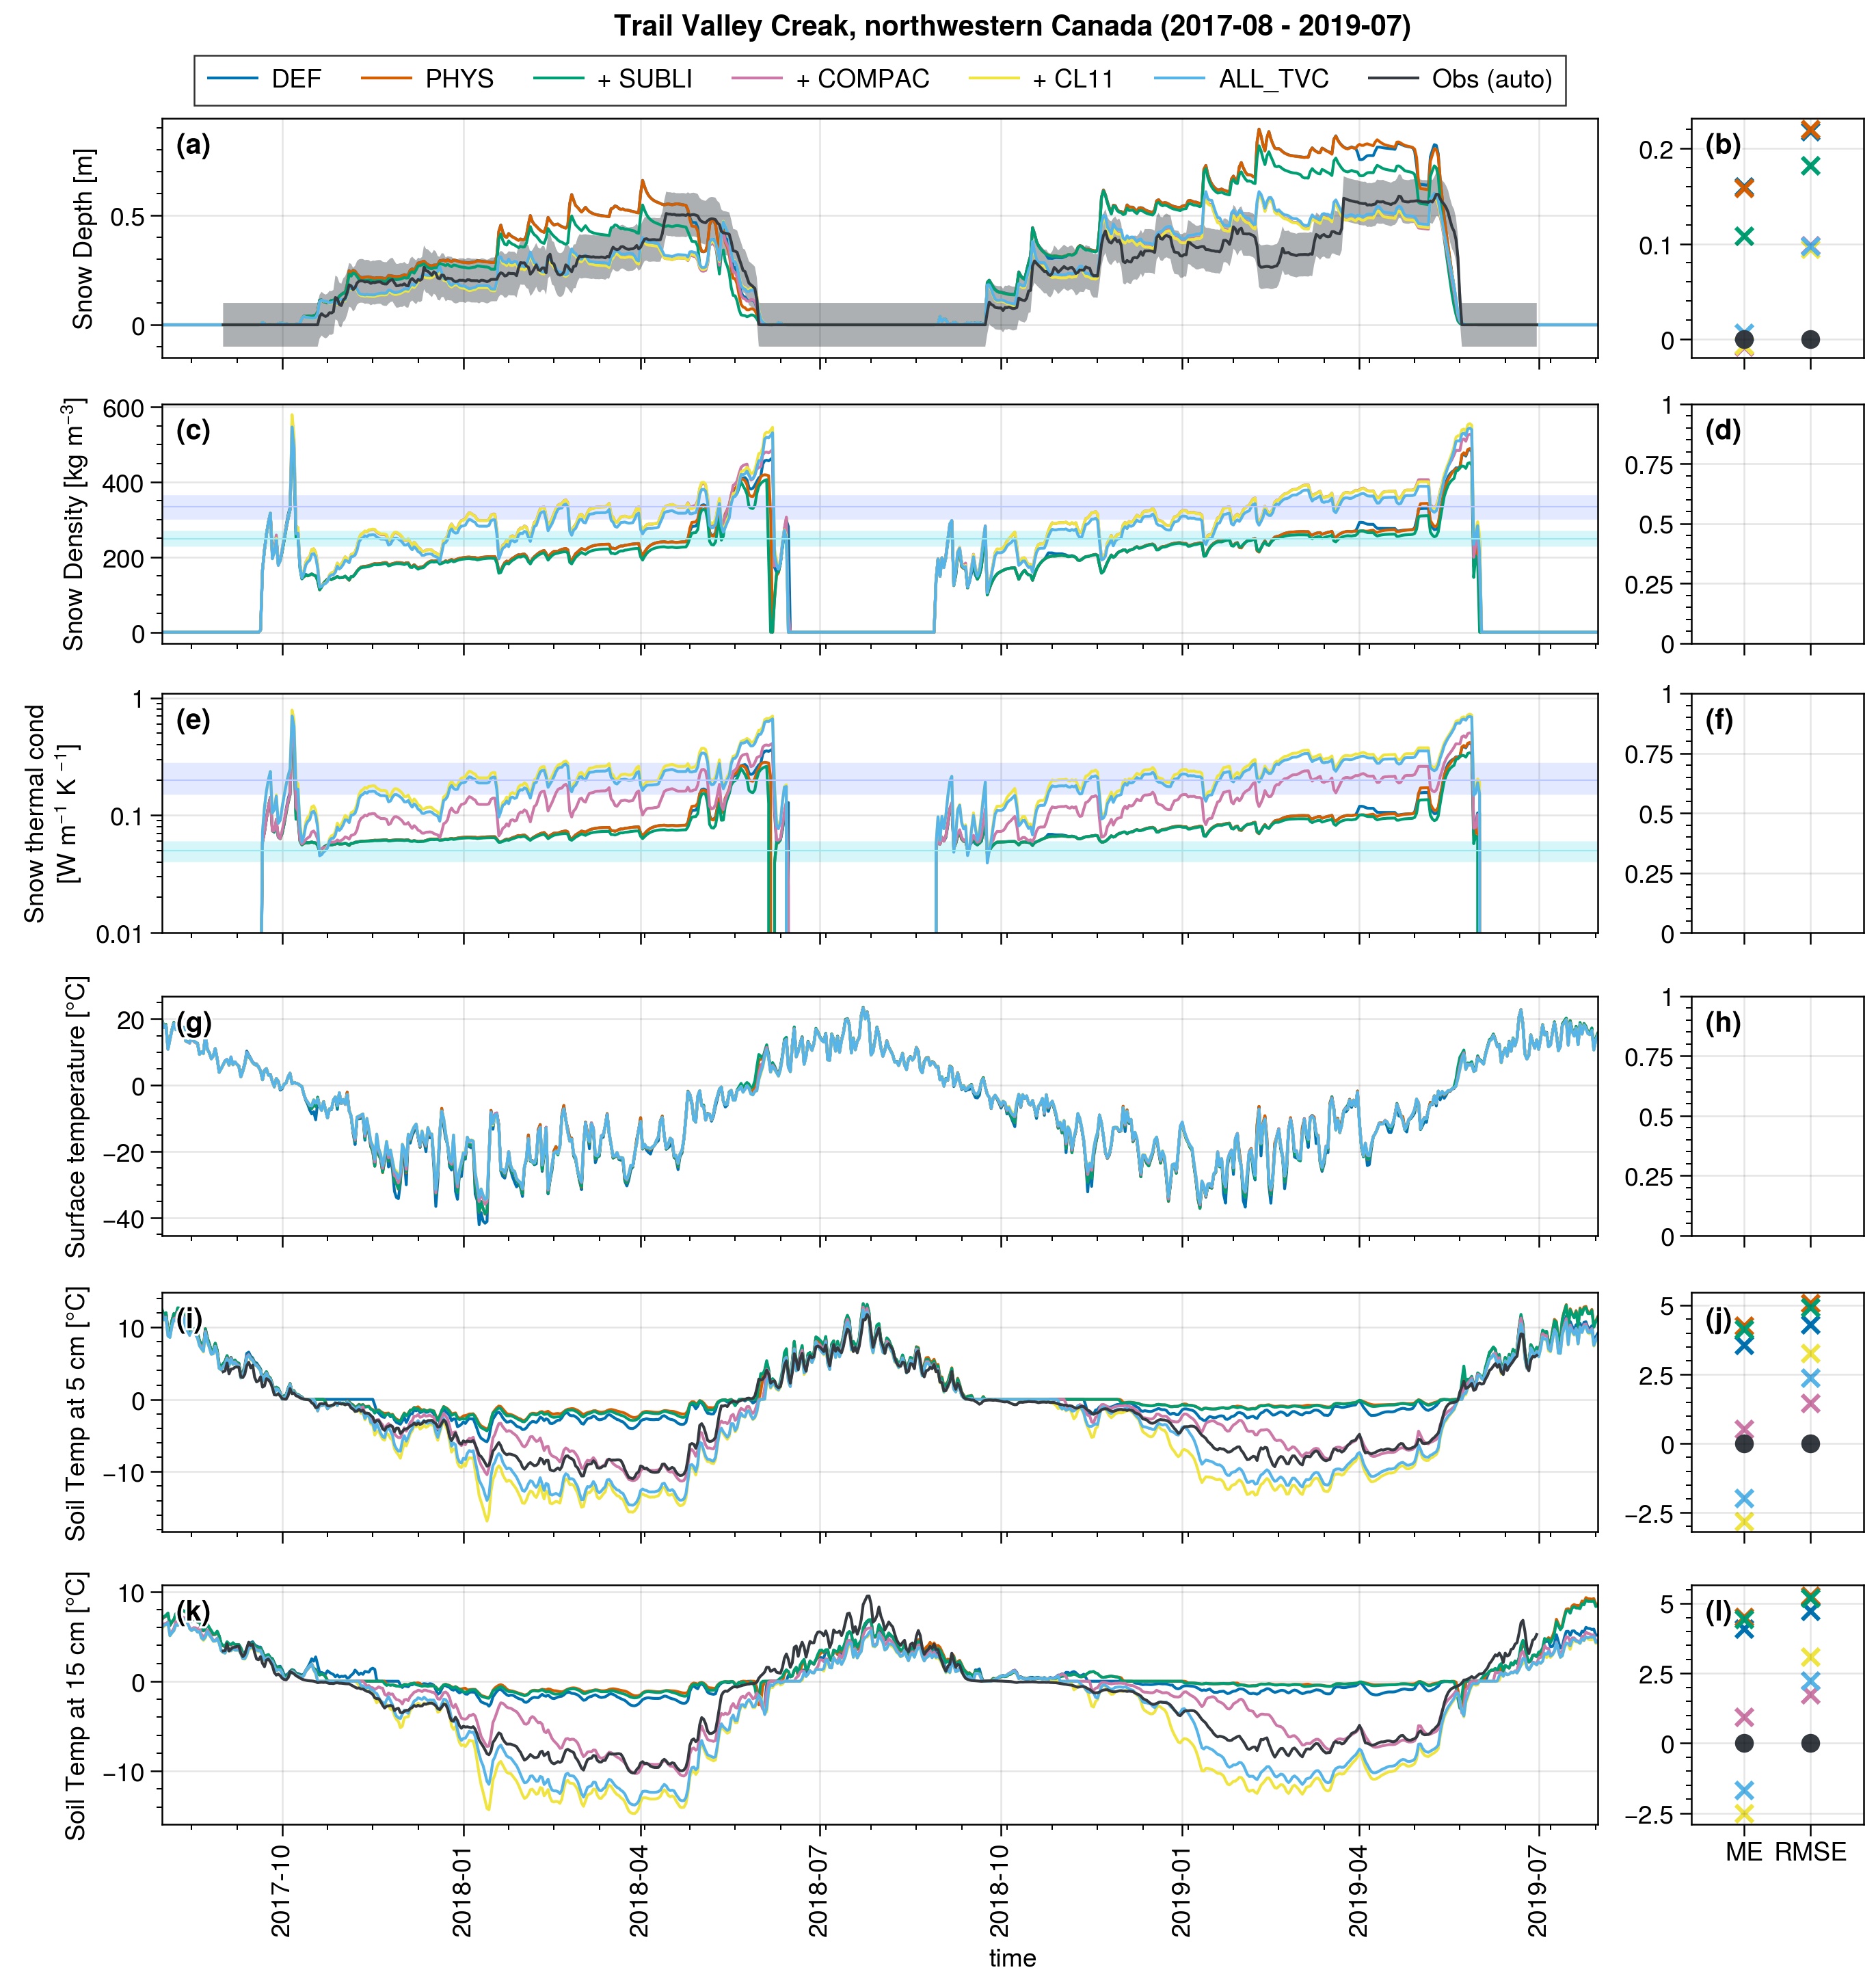 Trail Valley Creak, northwestern Canada (2017-08 - 2019-07)
DEF PHYS + SUBLI + COMPAC + CL11 ALL_TVC Obs (auto)
Snow Depth [m]
0.5
0
(a)
0.2
0.1
0
(b)
Snow Density [kg m⁻³]
600
400
200
0
(c)
1
0.75
0.5
0.25
0
(d)
Snow thermal cond
[W m⁻¹ K⁻¹]
1
0.1
0.01
(e)
1
0.75
0.5
0.25
0
(f)
Surface temperature [°C]
20
0
−20
−40
(g)
1
0.75
0.5
0.25
0
(h)
Soil Temp at 5 cm [°C]
10
0
−10
(i)
5
2.5
0
−2.5
(j)
Soil Temp at 15 cm [°C]
10
0
−10
(k)
5
2.5
0
−2.5
(l)
2017-10 2018-01 2018-04 2018-07 2018-10 2019-01 2019-04 2019-07
ME RMSE
time